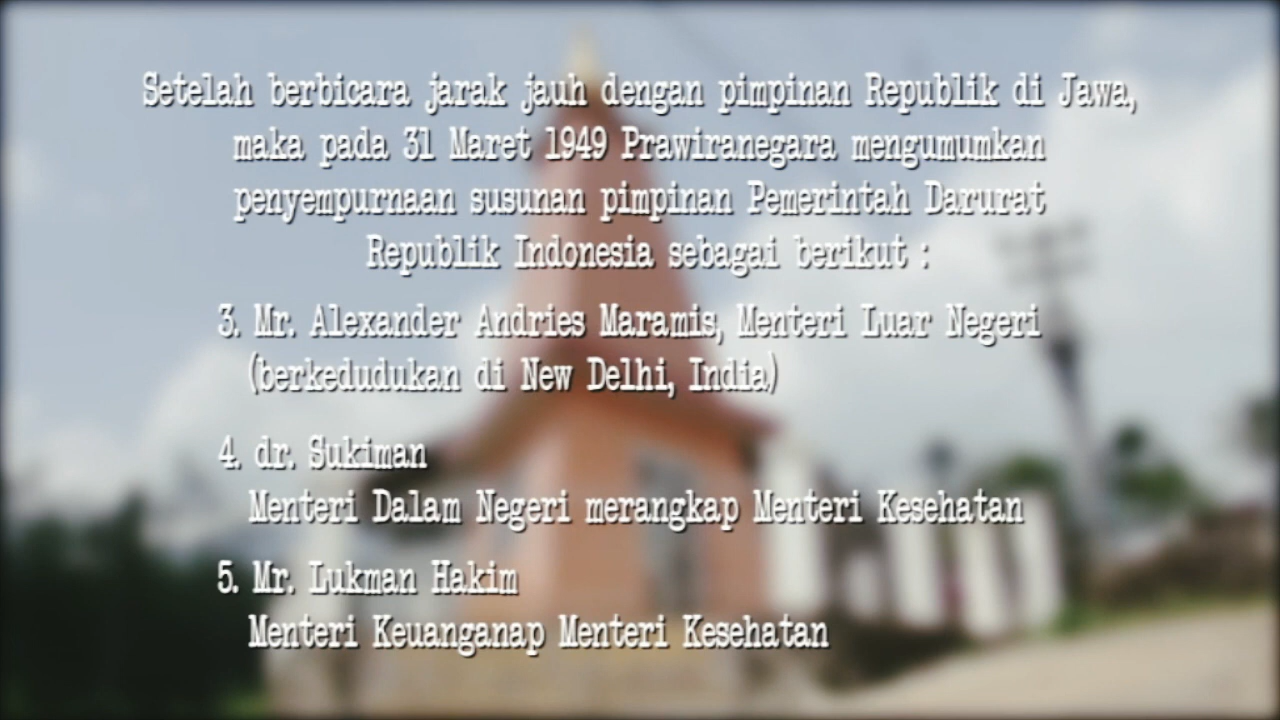 Setelah berbicara jarak jauh dengan pimpinan Republik di Jawa,
maka pada 31 Maret 1949 Prawiranegara mengumumkan
penyempurnaan susunan pimpinan Pemerintah Darurat
Republik Indonesia sebagai berikut :
3. Mr. Alexander Andries Maramis, Menteri Luar Negeri
(berkedudukan di New Delhi, India)
4. dr. Sukiman
Menteri Dalam Negeri merangkap Menteri Kesehatan
5. Mr. Lukman Hakim
Menteri Keuanganap Menteri Kesehatan